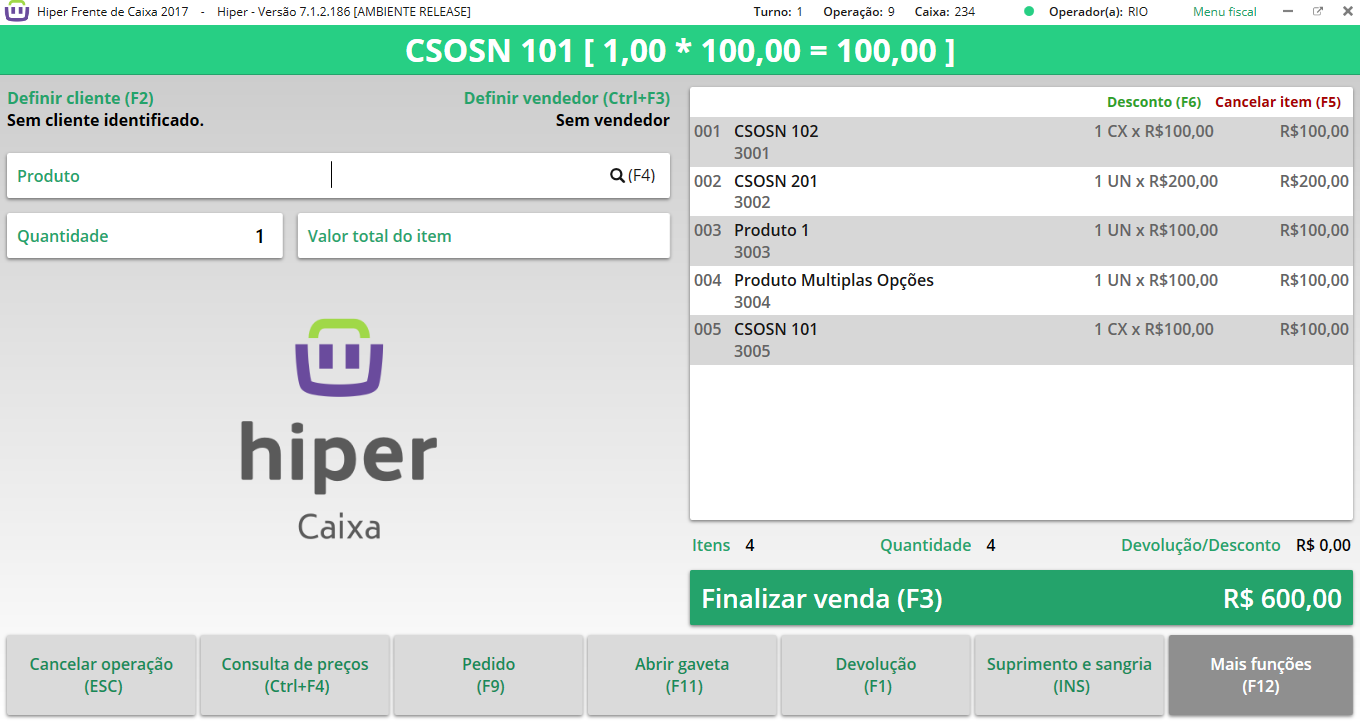 Hiper Frente de Caixa 2017 - Hiper - Versão 7.1.2.186 [AMBIENTE RELEASE] Turno: 1 Operação: 9 Caixa: 234 Operador(a): RIO Menu fiscal
CSOSN 101 [ 1,00 * 100,00 = 100,00 ]
Definir cliente (F2) Definir vendedor (Ctrl+F3)
Sem cliente identificado. Sem vendedor
Produto (F4)
Quantidade 1 Valor total do item
hiper
Caixa
Desconto (F6) Cancelar item (F5)
001 CSOSN 102 1 CX x R$100,00 R$100,00
3001
002 CSOSN 201 1 UN x R$200,00 R$200,00
3002
003 Produto 1 1 UN x R$100,00 R$100,00
3003
004 Produto Multiplas Opções 1 UN x R$100,00 R$100,00
3004
005 CSOSN 101 1 CX x R$100,00 R$100,00
3005
Itens 4 Quantidade 4 Devolução/Desconto R$ 0,00
Finalizar venda (F3) R$ 600,00
Cancelar operação
(ESC)
Consulta de preços
(Ctrl+F4)
Pedido
(F9)
Abrir gaveta
(F11)
Devolução
(F1)
Suprimento e sangria
(INS)
Mais funções
(F12)